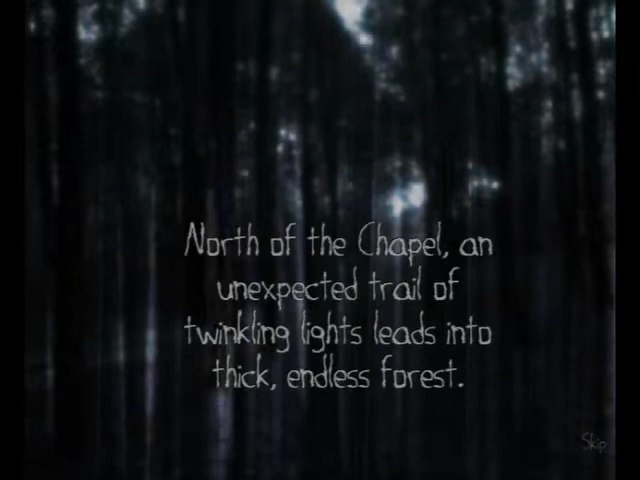 North of the Chapel, an
unexpected trail of
twinkling lights leads into
thick, endless forest.
Skip